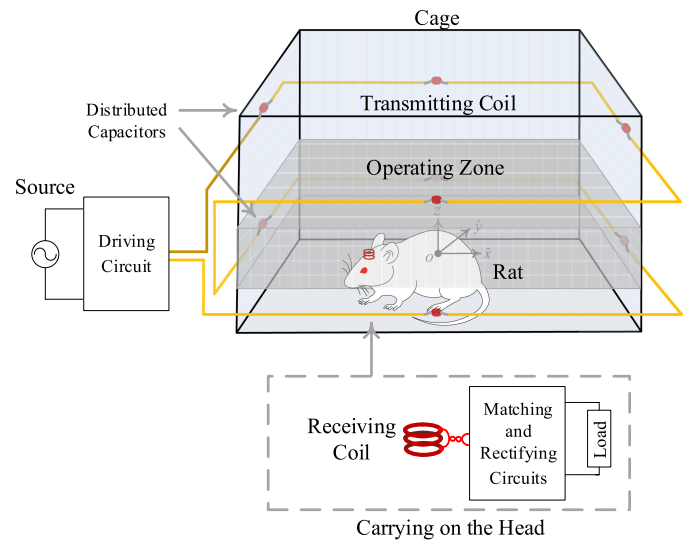 Cage
Transmitting Coil
Distributed
Capacitors
Operating Zone
Source
Driving
Circuit
z
ŷ
x̂
o
Rat
Receiving
Coil
Matching
and
Rectifying
Circuits
Load
Carrying on the Head